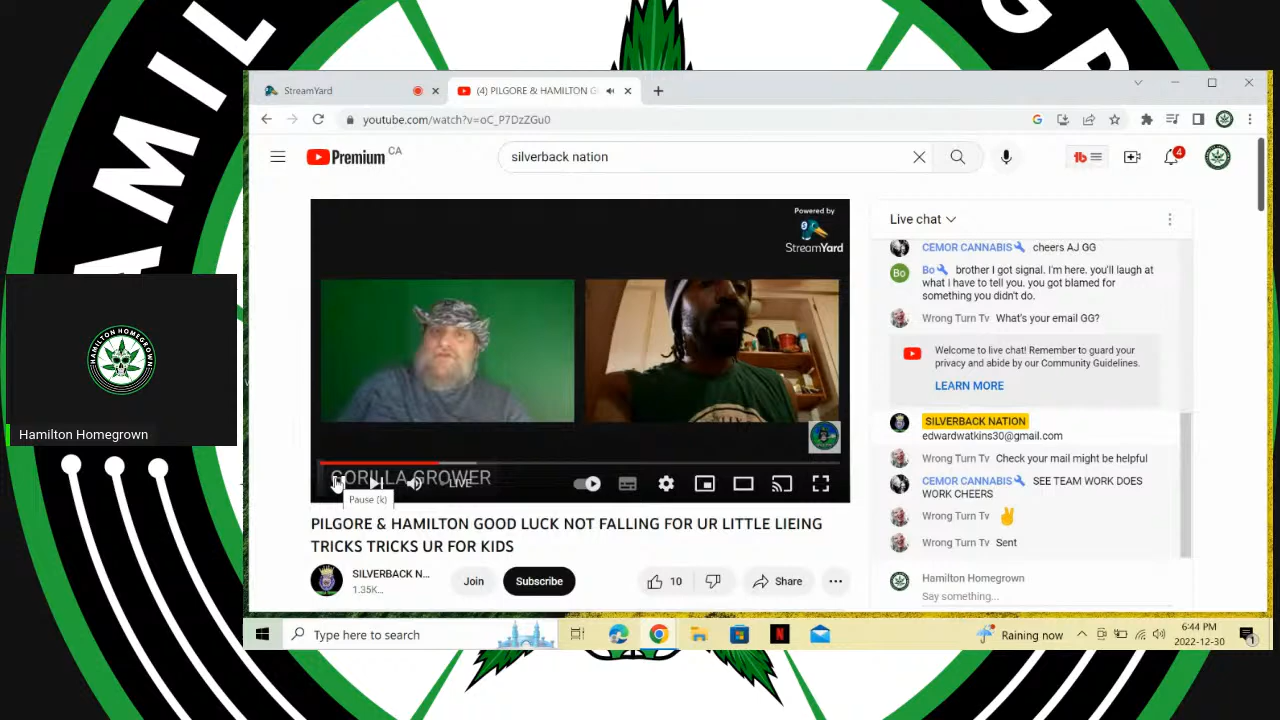 AMIL
GR
StreamYard
(4) PILGORE & HAMILTON G
youtube.com/watch?v=oC_P7DzZGu0
Premium CA
silverback nation
4
Powered by
StreamYard
GORILLA GROWER
LIVE
Pause (k)
PILGORE & HAMILTON GOOD LUCK NOT FALLING FOR UR LITTLE LIEING
TRICKS TRICKS UR FOR KIDS
SILVERBACK N...
1.35K...
Join
Subscribe
10
Share
Live chat
CEMOR CANNABIS cheers AJ GG
Bo
Bo brother I got signal. I'm here. you'll laugh at
what I have to tell you. you got blamed for
something you didn't do.
Wrong Turn Tv What's your email GG?
Welcome to live chat! Remember to guard your
privacy and abide by our Community Guidelines.
LEARN MORE
SILVERBACK NATION
edwardwatkins30@gmail.com
Wrong Turn Tv Check your mail might be helpful
CEMOR CANNABIS SEE TEAM WORK DOES
WORK CHEERS
Wrong Turn Tv ✌
Wrong Turn Tv Sent
Hamilton Homegrown
Say something...
HAMILTON HOMEGROWN
Hamilton Homegrown
Type here to search
Raining now
6:44 PM
2022-12-30
1